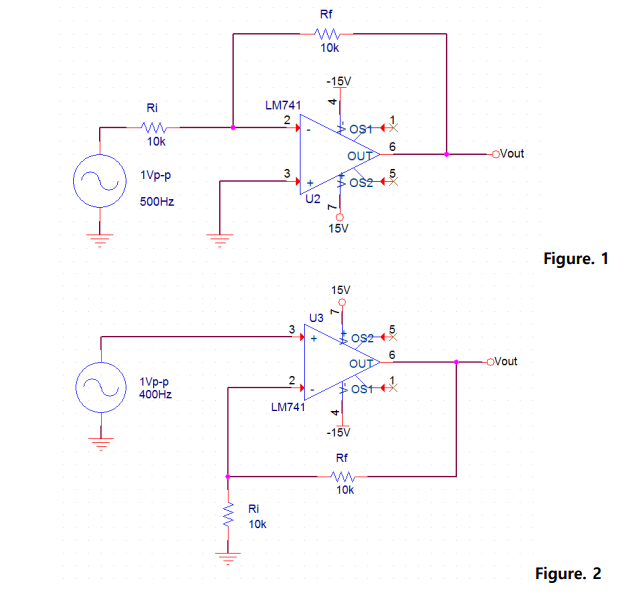 Rf
10k
-15V
4
LM741
Ri
10k
2
-
V-
OS1
1
OUT
6
Vout
1Vp-p
500Hz
3
+
V+
OS2
5
U2
7
15V
Figure. 1
15V
7
U3
3
+
V+
OS2
5
OUT
6
Vout
1Vp-p
400Hz
2
-
V-
OS1
1
LM741
4
-15V
Rf
10k
Ri
10k
Figure. 2